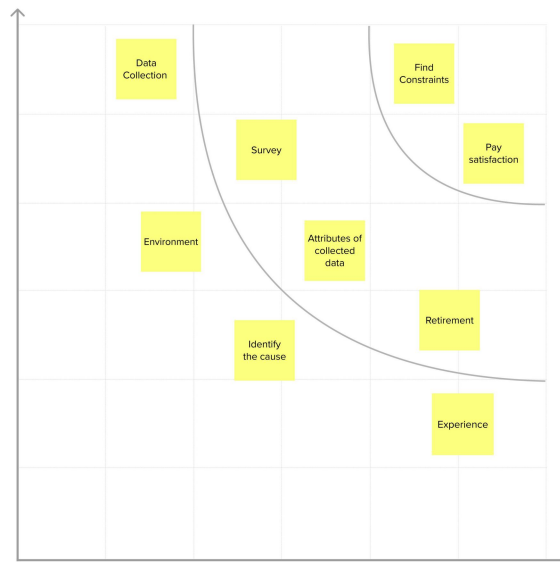 Data
Collection
Find
Constraints
Survey
Pay
satisfaction
Environment
Attributes of
collected
data
Retirement
Identify
the cause
Experience